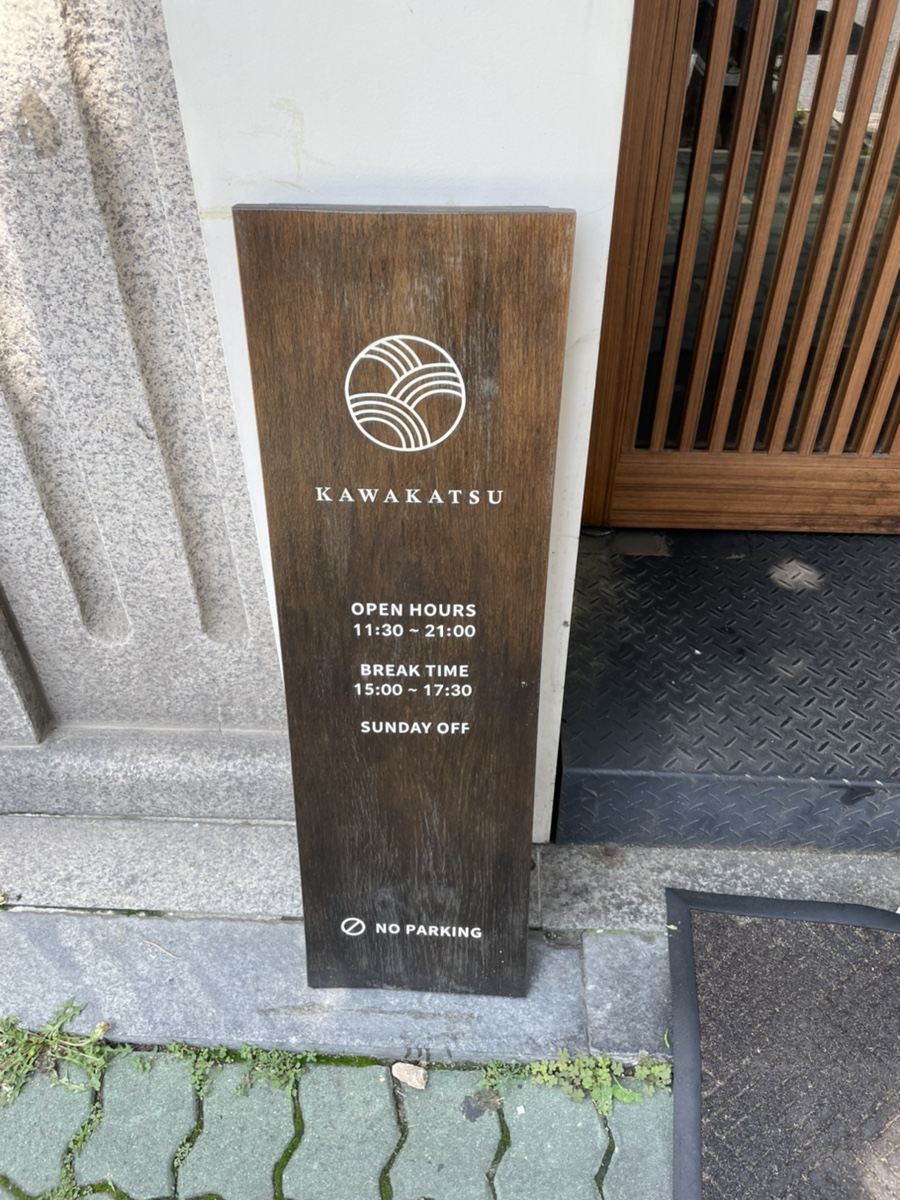 KAWAKATSU
OPEN HOURS
11:30 ~ 21:00
BREAK TIME
15:00 ~ 17:30
SUNDAY OFF
NO PARKING